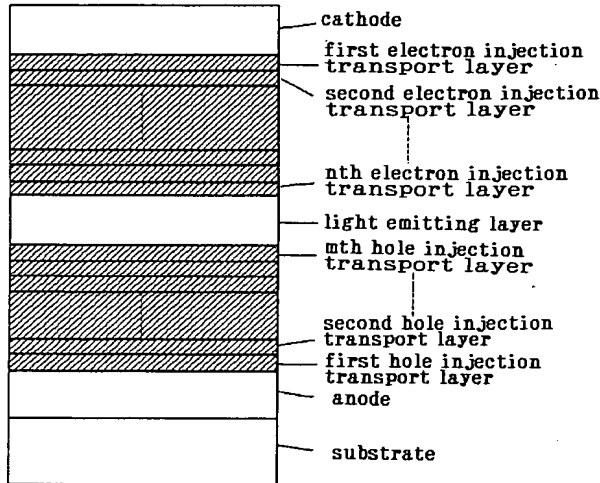 cathode
first electron injection
transport layer
second electron injection
transport layer
nth electron injection
transport layer
light emitting layer
mth hole injection
transport layer
second hole injection
transport layer
first hole injection
transport layer
anode
substrate